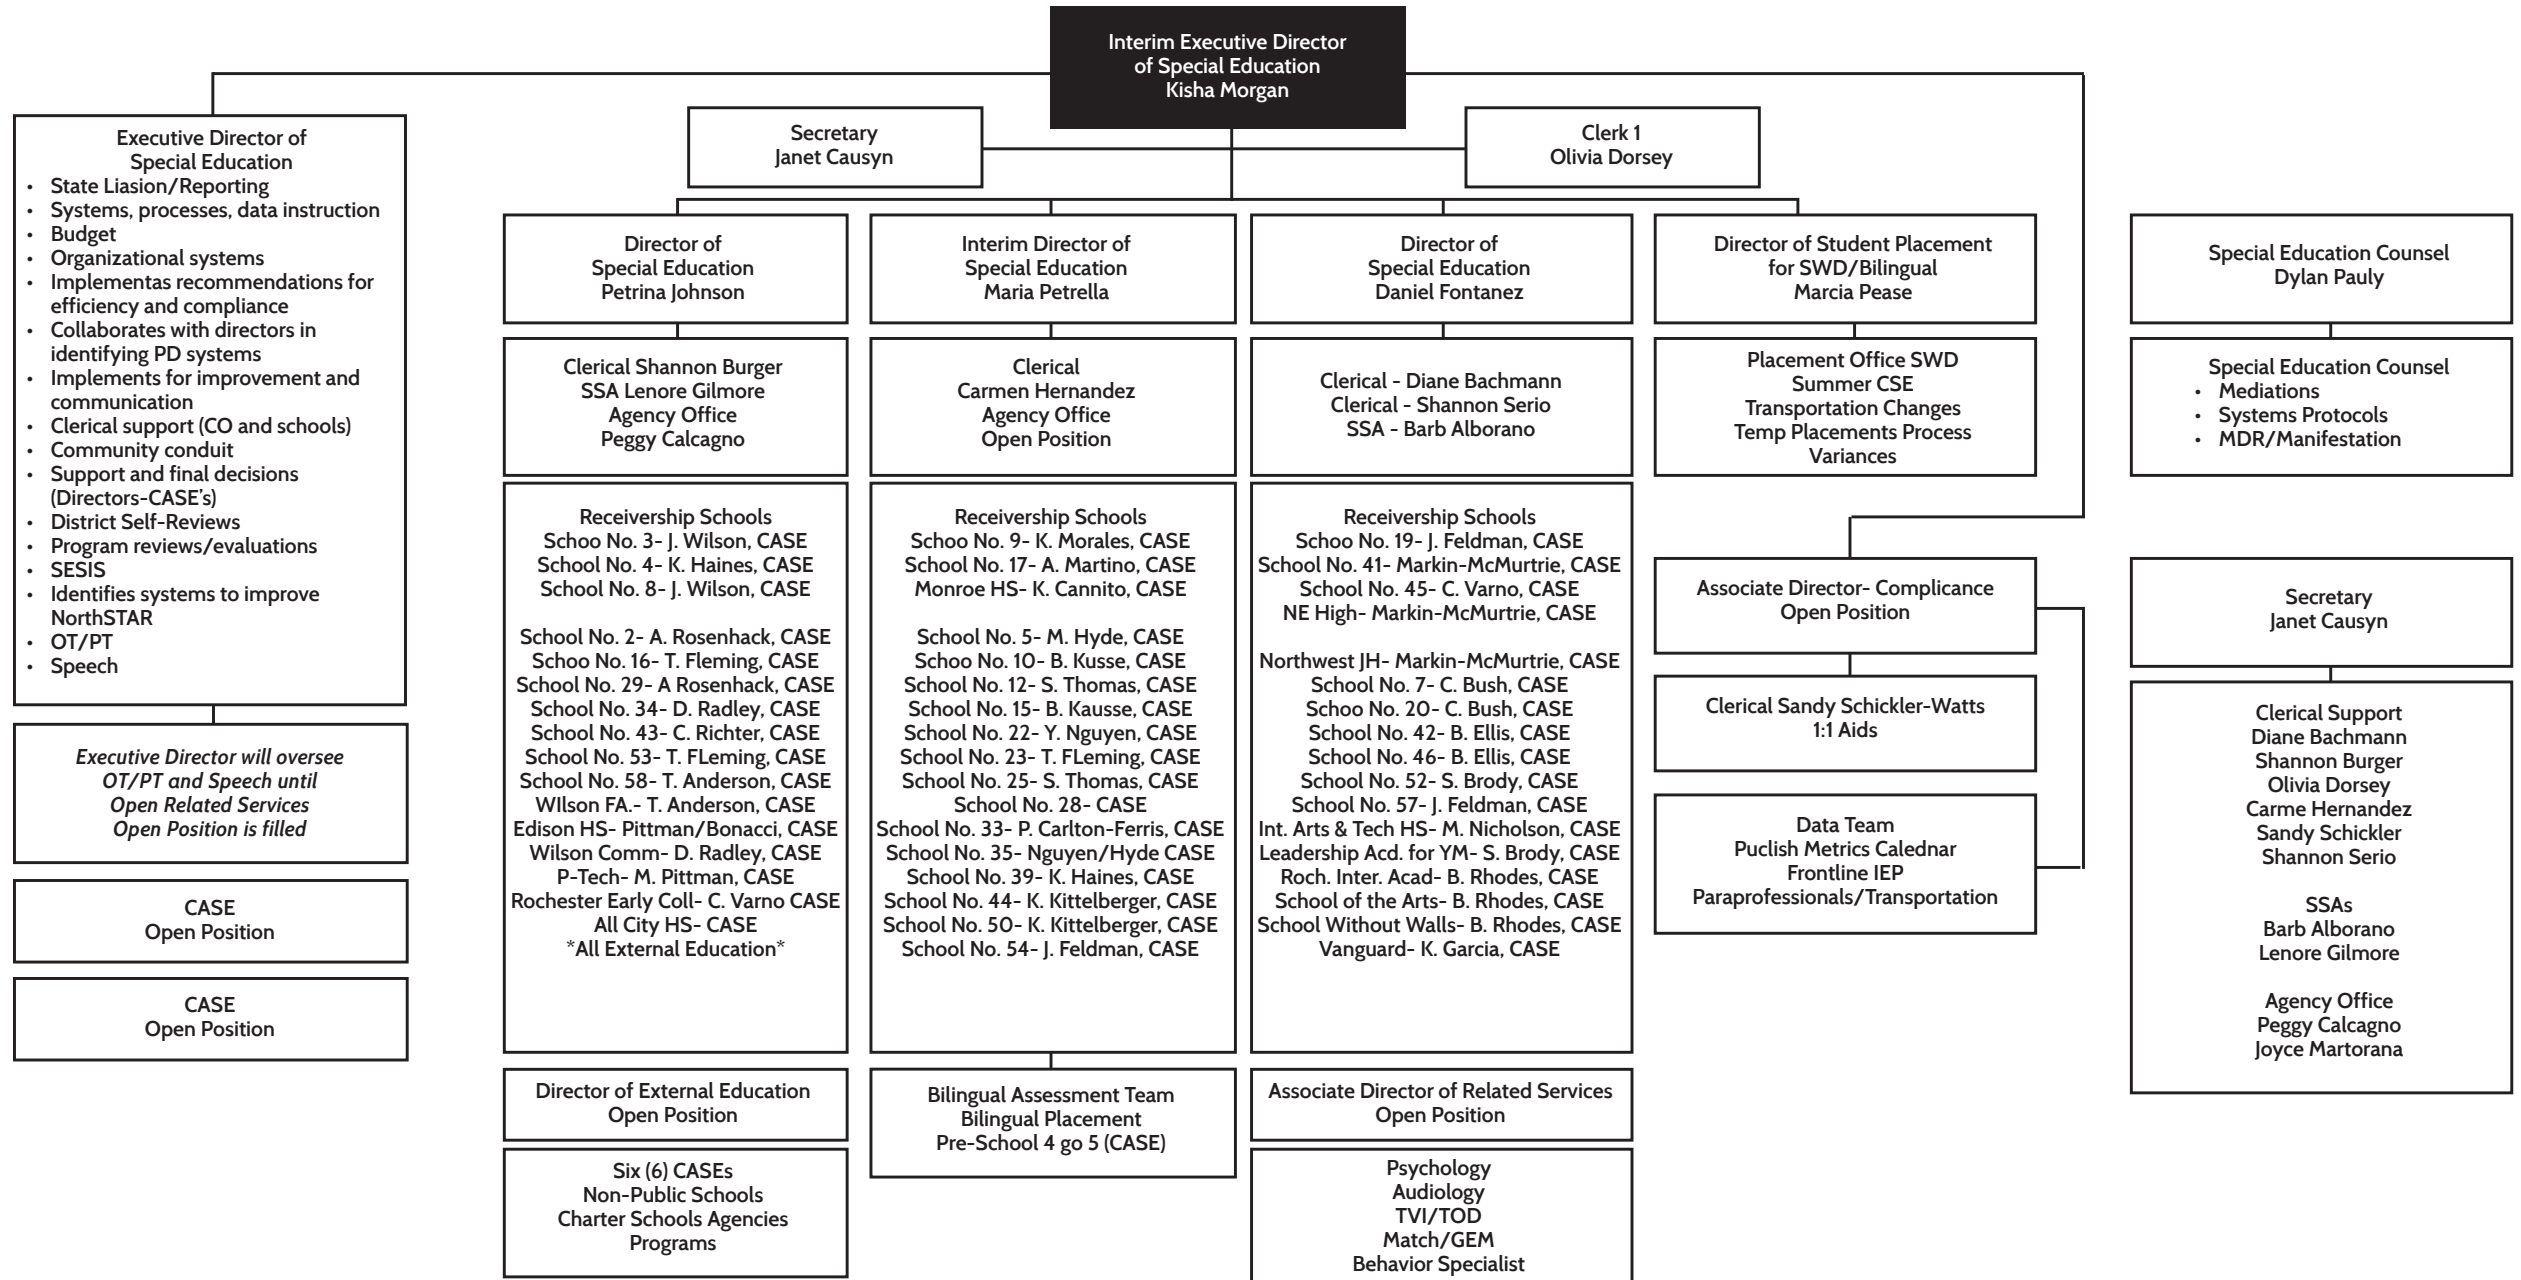 Interim Executive Director
of Special Education
Kisha Morgan
Secretary
Janet Causyn
Clerk 1
Olivia Dorsey
Executive Director of
Special Education
• State Liasion/Reporting
• Systems, processes, data instruction
• Budget
• Organizational systems
• Implementas recommendations for
efficiency and compliance
• Collaborates with directors in
identifying PD systems
• Implements for improvement and
communication
• Clerical support (CO and schools)
• Community conduit
• Support and final decisions
(Directors-CASE's)
• District Self-Reviews
• Program reviews/evaluations
• SESIS
• Identifies systems to improve
NorthSTAR
• OT/PT
• Speech
Executive Director will oversee
OT/PT and Speech until
Open Related Services
Open Position is filled
CASE
Open Position
CASE
Open Position
Director of
Special Education
Petrina Johnson
Clerical Shannon Burger
SSA Lenore Gilmore
Agency Office
Peggy Calcagno
Receivership Schools
Schoo No. 3- J. Wilson, CASE
School No. 4- K. Haines, CASE
School No. 8- J. Wilson, CASE
School No. 2- A. Rosenhack, CASE
Schoo No. 16- T. Fleming, CASE
School No. 29- A Rosenhack, CASE
School No. 34- D. Radley, CASE
School No. 43- C. Richter, CASE
School No. 53- T. FLeming, CASE
School No. 58- T. Anderson, CASE
WIlson FA.- T. Anderson, CASE
Edison HS- Pittman/Bonacci, CASE
Wilson Comm- D. Radley, CASE
P-Tech- M. Pittman, CASE
Rochester Early Coll- C. Varno CASE
All City HS- CASE
*All External Education*
Director of External Education
Open Position
Six (6) CASEs
Non-Public Schools
Charter Schools Agencies
Programs
Interim Director of
Special Education
Maria Petrella
Clerical
Carmen Hernandez
Agency Office
Open Position
Receivership Schools
Schoo No. 9- K. Morales, CASE
School No. 17- A. Martino, CASE
Monroe HS- K. Cannito, CASE
School No. 5- M. Hyde, CASE
Schoo No. 10- B. Kusse, CASE
School No. 12- S. Thomas, CASE
School No. 15- B. Kausse, CASE
School No. 22- Y. Nguyen, CASE
School No. 23- T. FLeming, CASE
School No. 25- S. Thomas, CASE
School No. 28- CASE
School No. 33- P. Carlton-Ferris, CASE
School No. 35- Nguyen/Hyde CASE
School No. 39- K. Haines, CASE
School No. 44- K. Kittelberger, CASE
School No. 50- K. Kittelberger, CASE
School No. 54- J. Feldman, CASE
Bilingual Assessment Team
Bilingual Placement
Pre-School 4 go 5 (CASE)
Director of
Special Education
Daniel Fontanez
Clerical - Diane Bachmann
Clerical - Shannon Serio
SSA - Barb Alborano
Receivership Schools
Schoo No. 19- J. Feldman, CASE
School No. 41- Markin-McMurtrie, CASE
School No. 45- C. Varno, CASE
NE High- Markin-McMurtrie, CASE
Northwest JH- Markin-McMurtrie, CASE
School No. 7- C. Bush, CASE
Schoo No. 20- C. Bush, CASE
School No. 42- B. Ellis, CASE
School No. 46- B. Ellis, CASE
School No. 52- S. Brody, CASE
School No. 57- J. Feldman, CASE
Int. Arts & Tech HS- M. Nicholson, CASE
Leadership Acd. for YM- S. Brody, CASE
Roch. Inter. Acad- B. Rhodes, CASE
School of the Arts- B. Rhodes, CASE
School Without Walls- B. Rhodes, CASE
Vanguard- K. Garcia, CASE
Associate Director of Related Services
Open Position
Psychology
Audiology
TVI/TOD
Match/GEM
Behavior Specialist
Director of Student Placement
for SWD/Bilingual
Marcia Pease
Placement Office SWD
Summer CSE
Transportation Changes
Temp Placements Process
Variances
Associate Director- Complicance
Open Position
Clerical Sandy Schickler-Watts
1:1 Aids
Data Team
Puclish Metrics Calednar
Frontline IEP
Paraprofessionals/Transportation
Special Education Counsel
Dylan Pauly
Special Education Counsel
• Mediations
• Systems Protocols
• MDR/Manifestation
Secretary
Janet Causyn
Clerical Support
Diane Bachmann
Shannon Burger
Olivia Dorsey
Carme Hernandez
Sandy Schickler
Shannon Serio
SSAs
Barb Alborano
Lenore Gilmore
Agency Office
Peggy Calcagno
Joyce Martorana